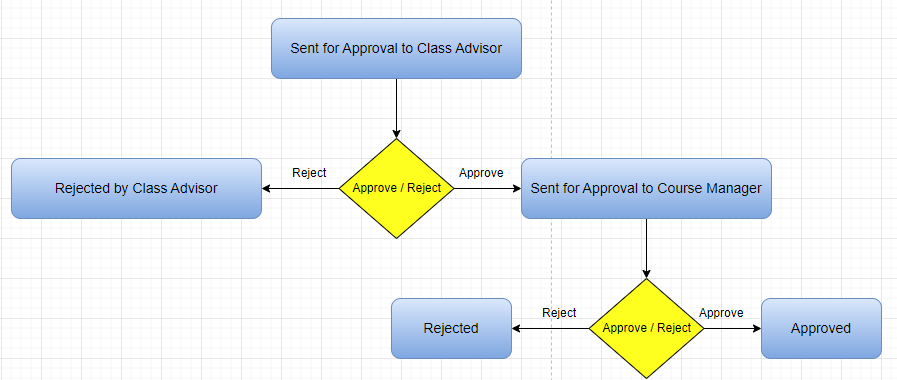 Sent for Approval to Class Advisor
Reject
Approve
Rejected by Class Advisor
Approve / Reject
Sent for Approval to Course Manager
Reject
Approve
Rejected
Approve / Reject
Approved